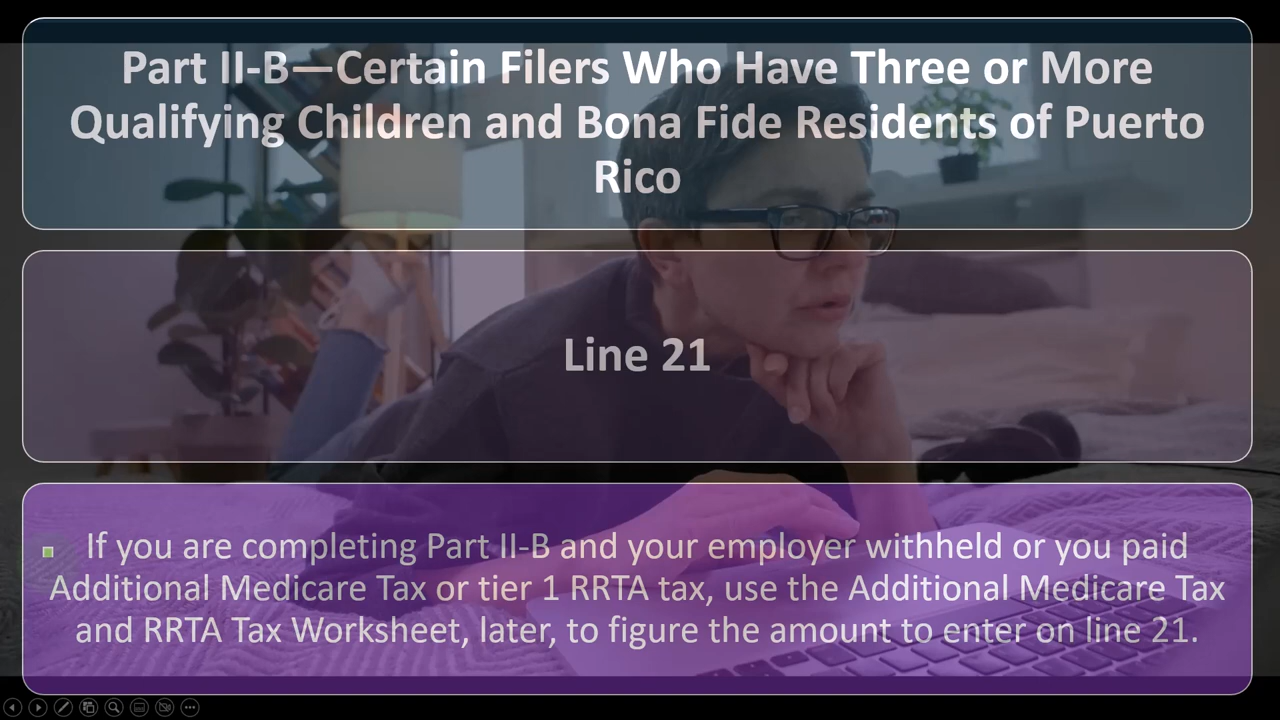 Part II-B—Certain Filers Who Have Three or More
Qualifying Children and Bona Fide Residents of Puerto
Rico
Line 21
If you are completing Part II-B and your employer withheld or you paid
Additional Medicare Tax or tier 1 RRTA tax, use the Additional Medicare Tax
and RRTA Tax Worksheet, later, to figure the amount to enter on line 21.